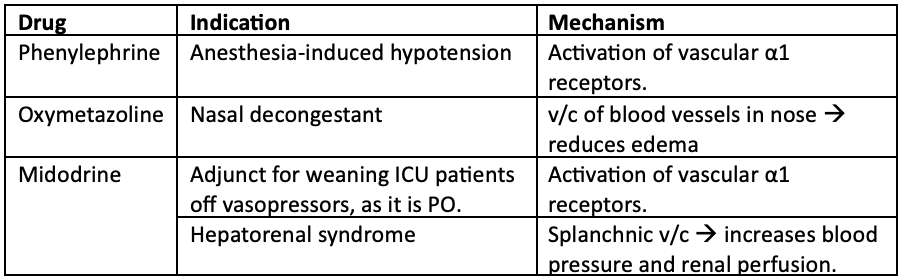 Drug Indication Mechanism
Phenylephrine Anesthesia-induced hypotension Activation of vascular α1
receptors.
Oxymetazoline Nasal decongestant v/c of blood vessels in nose →
reduces edema
Midodrine Adjunct for weaning ICU patients Activation of vascular α1
off vasopressors, as it is PO. receptors.
Hepatorenal syndrome Splanchnic v/c → increases blood
pressure and renal perfusion.